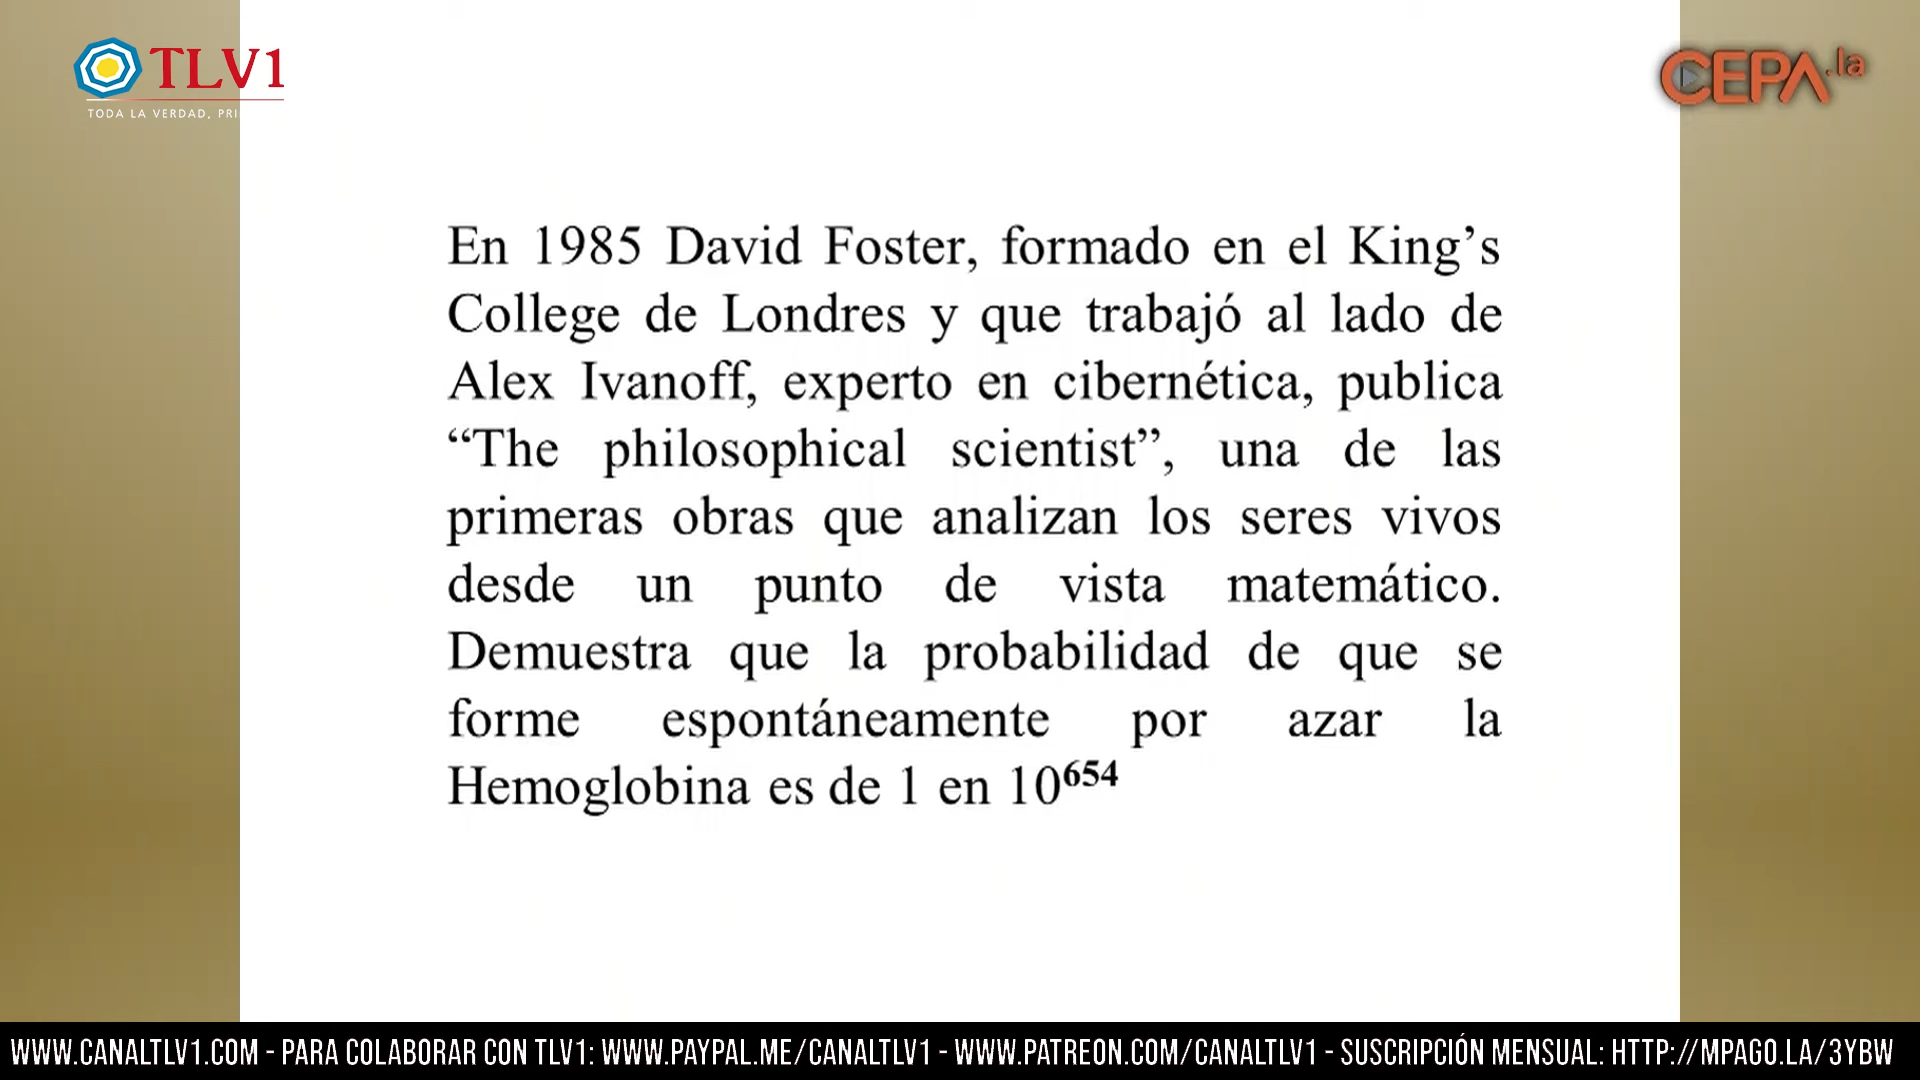 TLV1
TODA LA VERDAD, PRI
CEPA.la
En 1985 David Foster, formado en el King’s
College de Londres y que trabajó al lado de
Alex Ivanoff, experto en cibernética, publica
“The philosophical scientist”, una de las
primeras obras que analizan los seres vivos
desde un punto de vista matemático.
Demuestra que la probabilidad de que se
forme espontáneamente por azar la
Hemoglobina es de 1 en 10⁶⁵⁴
WWW.CANALTLV1.COM - PARA COLABORAR CON TLV1: WWW.PAYPAL.ME/CANALTLV1 - WWW.PATREON.COM/CANALTLV1 - SUSCRIPCIÓN MENSUAL: HTTP://MPAGO.LA/3YBW